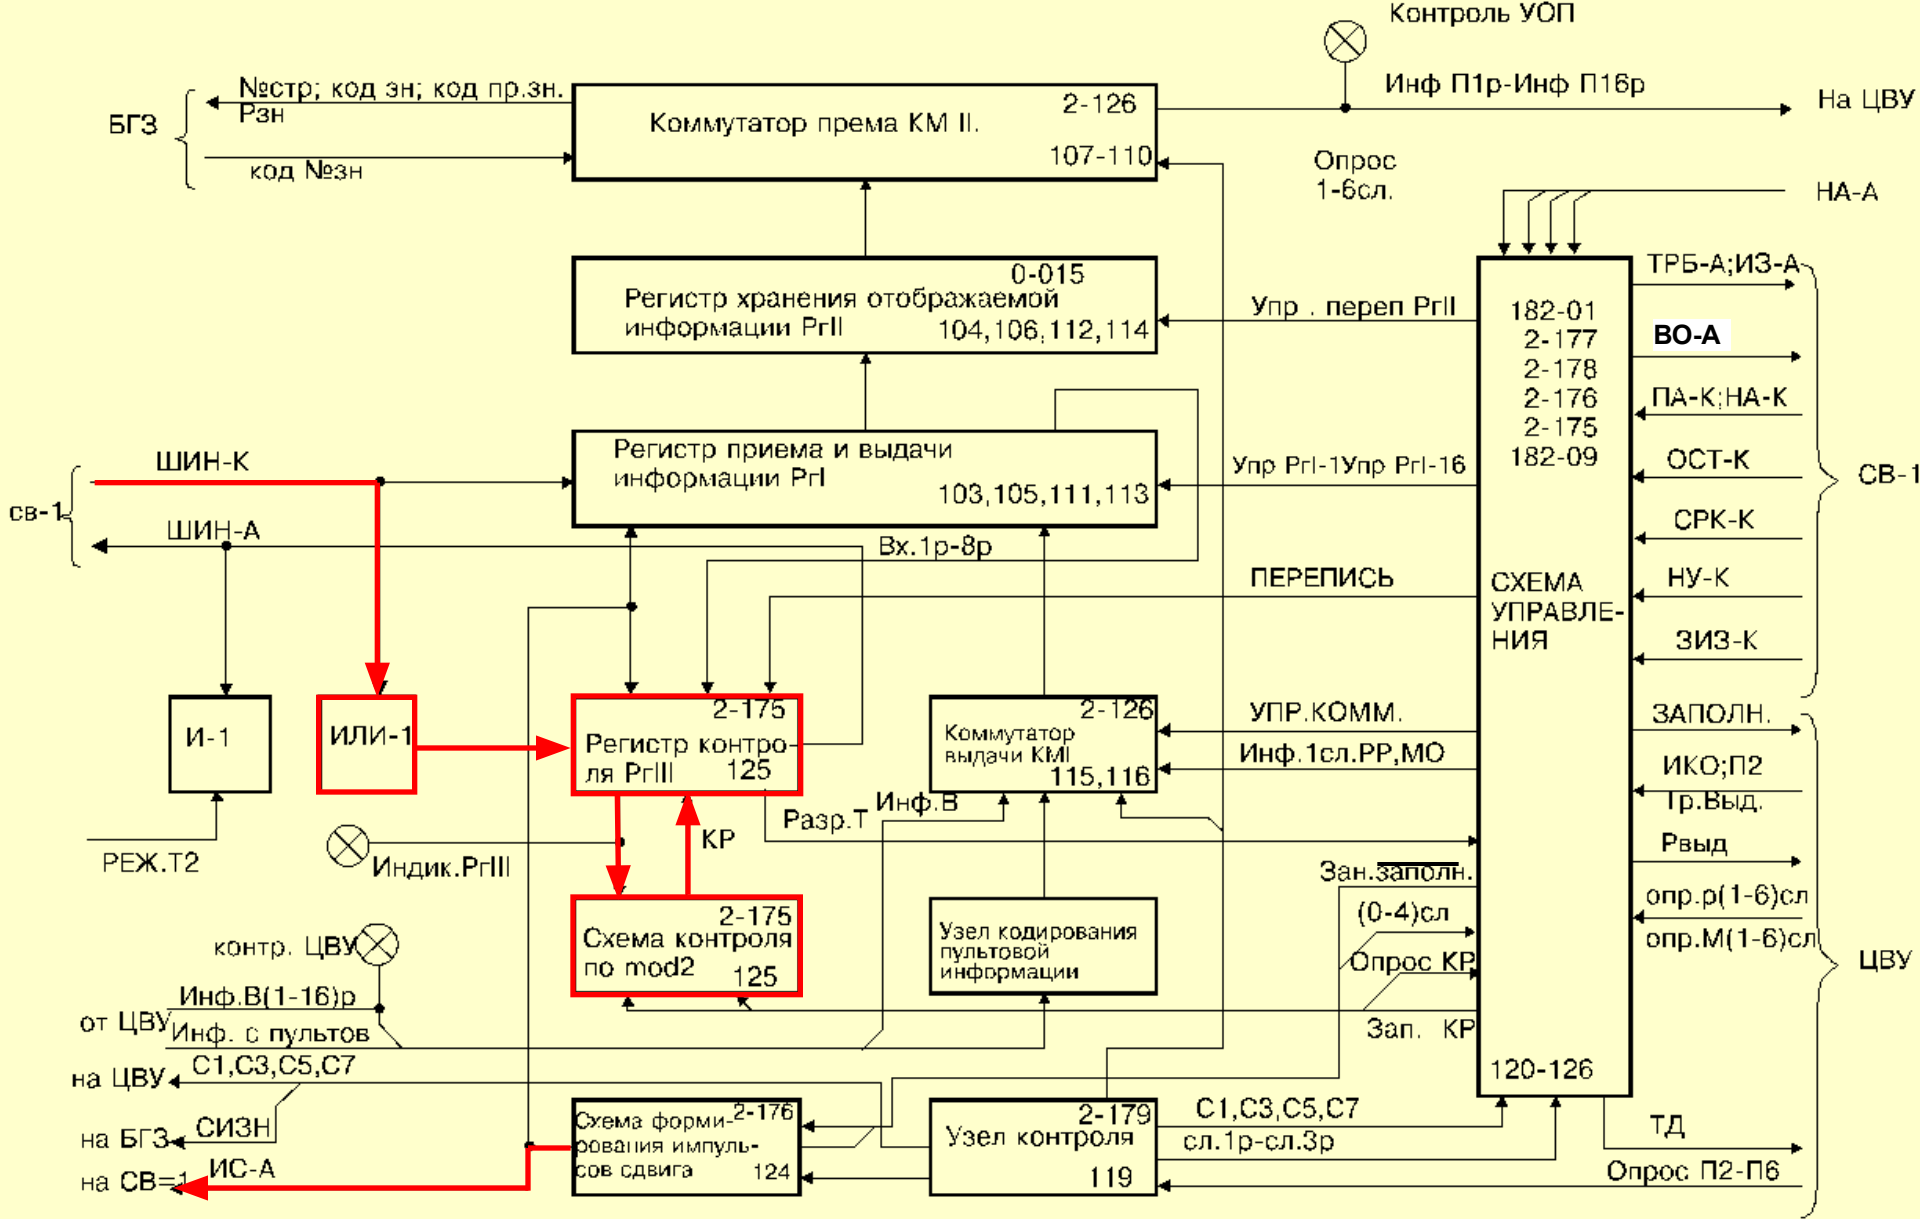 Контроль УОП
№стр; код зн; код пр.зн.
Рзн
БГЗ
код №зн
2-126
Коммутатор према КМ II.
107-110
Инф П1р-Инф П16р
На ЦВУ
Опрос
1-6сл.
НА-А
0-015
Регистр хранения отображаемой
информации РгII
104,106,112,114
Упр . переп РгII
ТРБ-А;ИЗ-А
182-01
2-177
2-178
2-176
2-175
182-09
ВО-А
ПА-К;НА-К
ОСТ-К
СРК-К
НУ-К
ЗИЗ-К
СВ-1
ШИН-К
св-1
ШИН-А
Регистр приема и выдачи
информации РгI
103,105,111,113
Упр РгI-1Упр РгI-16
Вх.1р-8р
ПЕРЕПИСЬ
СХЕМА
УПРАВЛЕ-
НИЯ
И-1
ИЛИ-1
2-175
Регистр контро-
ля РгIII
125
2-126
Коммутатор
выдачи КМI
115,116
УПР.КОММ.
Инф.1сл.РР,МО
ЗАПОЛН.
ИКО;П2
Тр.Выд.
Рвыд
опр.р(1-6)сл
опр.М(1-6)сл
ЦВУ
РЕЖ.Т2
Индик.РгIII
КР
Разр.Т
Инф.В
Зан.заполн.
(0-4)сл
Опрос КР
Зап. КР
контр. ЦВУ
2-175
Схема контроля
по mod2
125
Узел кодирования
пультовой
информации
Инф.В(1-16)р
от ЦВУ
Инф. с пультов
С1,С3,С5,С7
на ЦВУ
СИЗН
на БГЗ
ИС-А
на СВ=1
2-176
Схема форми-
рования импуль-
сов сдвига
124
2-179
Узел контроля
119
С1,С3,С5,С7
сл.1р-сл.3р
120-126
ТД
Опрос П2-П6